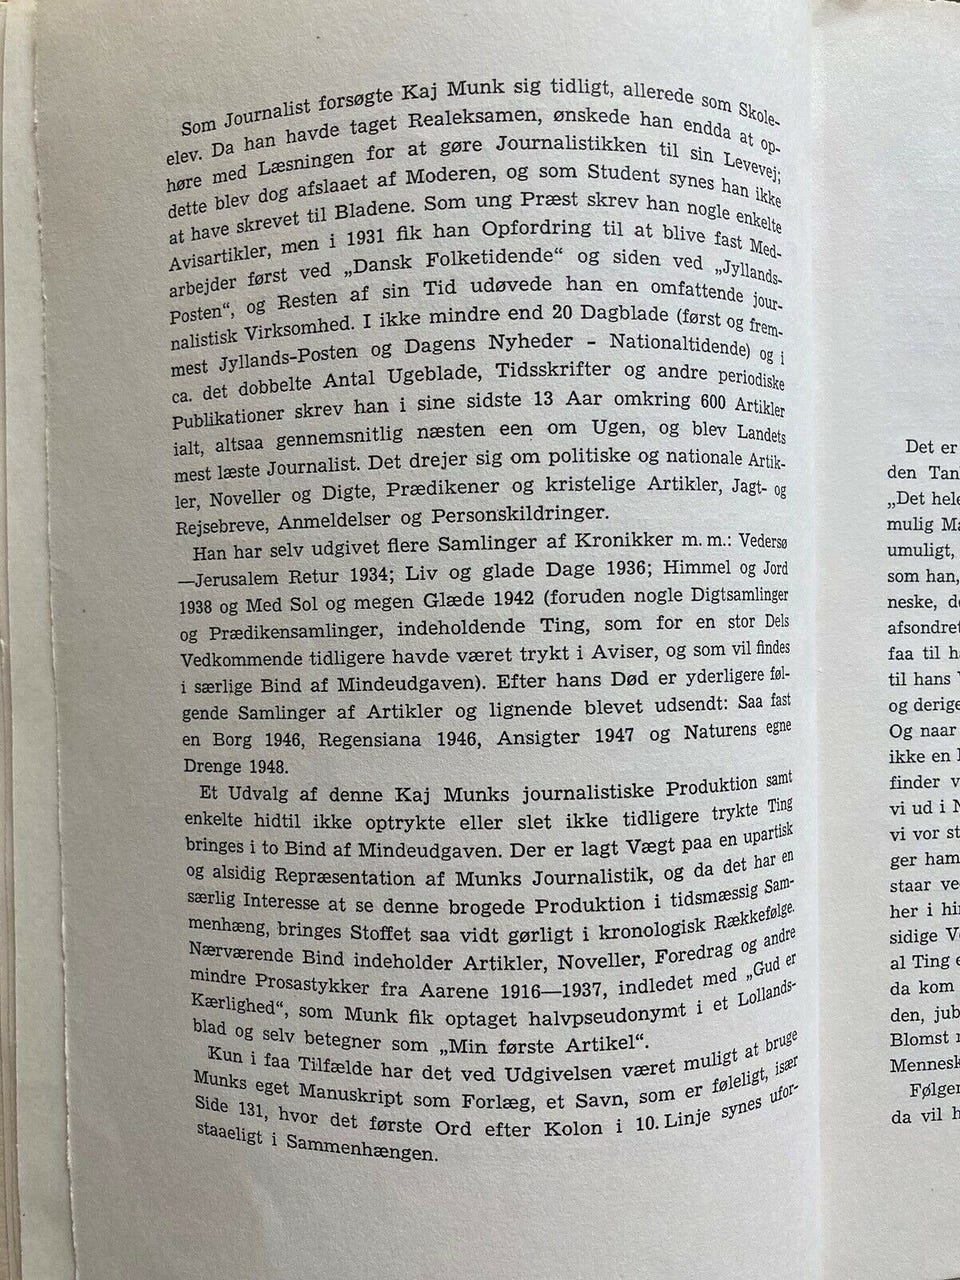 Som Journalist forsøgte Kaj Munk sig tidligt, allerede som Skole-
elev. Da han havde taget Realeksamen, ønskede han endda at op-
høre med Læsningen for at gøre Journalistikken til sin Levevej;
dette blev dog afslaaet af Moderen, og som Student synes han ikke
at have skrevet til Bladene. Som ung Præst skrev han nogle enkelte
Avisartikler, men i 1931 fik han Opfordring til at blive fast Med-
arbejder først ved „Dansk Folketidende“ og siden ved „Jyllands-
Posten“, og Resten af sin Tid udøvede han en omfattende jour-
nalistisk Virksomhed. I ikke mindre end 20 Dagblade (først og frem-
mest Jyllands-Posten og Dagens Nyheder - Nationaltidende) og i
ca. det dobbelte Antal Ugeblade, Tidsskrifter og andre periodiske
Publikationer skrev han i sine sidste 13 Aar omkring 600 Artikler
ialt, altsaa gennemsnitlig næsten een om Ugen, og blev Landets
mest læste Journalist. Det drejer sig om politiske og nationale Artik-
ler, Noveller og Digte, Prædikener og kristelige Artikler, Jagt- og
Rejsebreve, Anmeldelser og Personskildringer.
Han har selv udgivet flere Samlinger af Kronikker m. m.: Vedersø
—Jerusalem Retur 1934; Liv og glade Dage 1936; Himmel og Jord
1938 og Med Sol og megen Glæde 1942 (foruden nogle Digtsamlinger
og Prædikensamlinger, indeholdende Ting, som for en stor Dels
Vedkommende tidligere havde været trykt i Aviser, og som vil findes
i særlige Bind af Mindeudgaven). Efter hans Død er yderligere føl-
gende Samlinger af Artikler og lignende blevet udsendt: Saa fast
en Borg 1946, Regensiana 1946, Ansigter 1947 og Naturens egne
Drenge 1948.
Et Udvalg af denne Kaj Munks journalistiske Produktion samt
enkelte hidtil ikke optrykte eller slet ikke tidligere trykte Ting
bringes i to Bind af Mindeudgaven. Der er lagt Vægt paa en upartisk
og alsidig Repræsentation af Munks Journalistik, og da det har en
særlig Interesse at se denne brogede Produktion i tidsmæssig Sam-
menhæng, bringes Stoffet saa vidt gørligt i kronologisk Rækkefølge.
Nærværende Bind indeholder Artikler, Noveller, Foredrag og andre
mindre Prosastykker fra Aarene 1916—1937, indledet med „Gud er
Kærlighed“, som Munk fik optaget halvpseudonymt i et Lollands-
blad og selv betegner som „Min første Artikel“.
Kun i faa Tilfælde har det ved Udgivelsen været muligt at bruge
Munks eget Manuskript som Forlæg, et Savn, som er føleligt, især
Side 131, hvor det første Ord efter Kolon i 10. Linje synes ufor-
staaeligt i Sammenhængen.
Det er
den Tan
„Det hele
mulig Ma
umuligt,
som han,
neske, d
afsondret
faa til h
til hans V
og derige
Og naar
ikke en
finder v
vi ud i N
vi vor st
ger ham
staar ve
her i hi
sidige V
al Ting e
da kom
den, jub
Blomst
Mennesk
Følger
da vil h